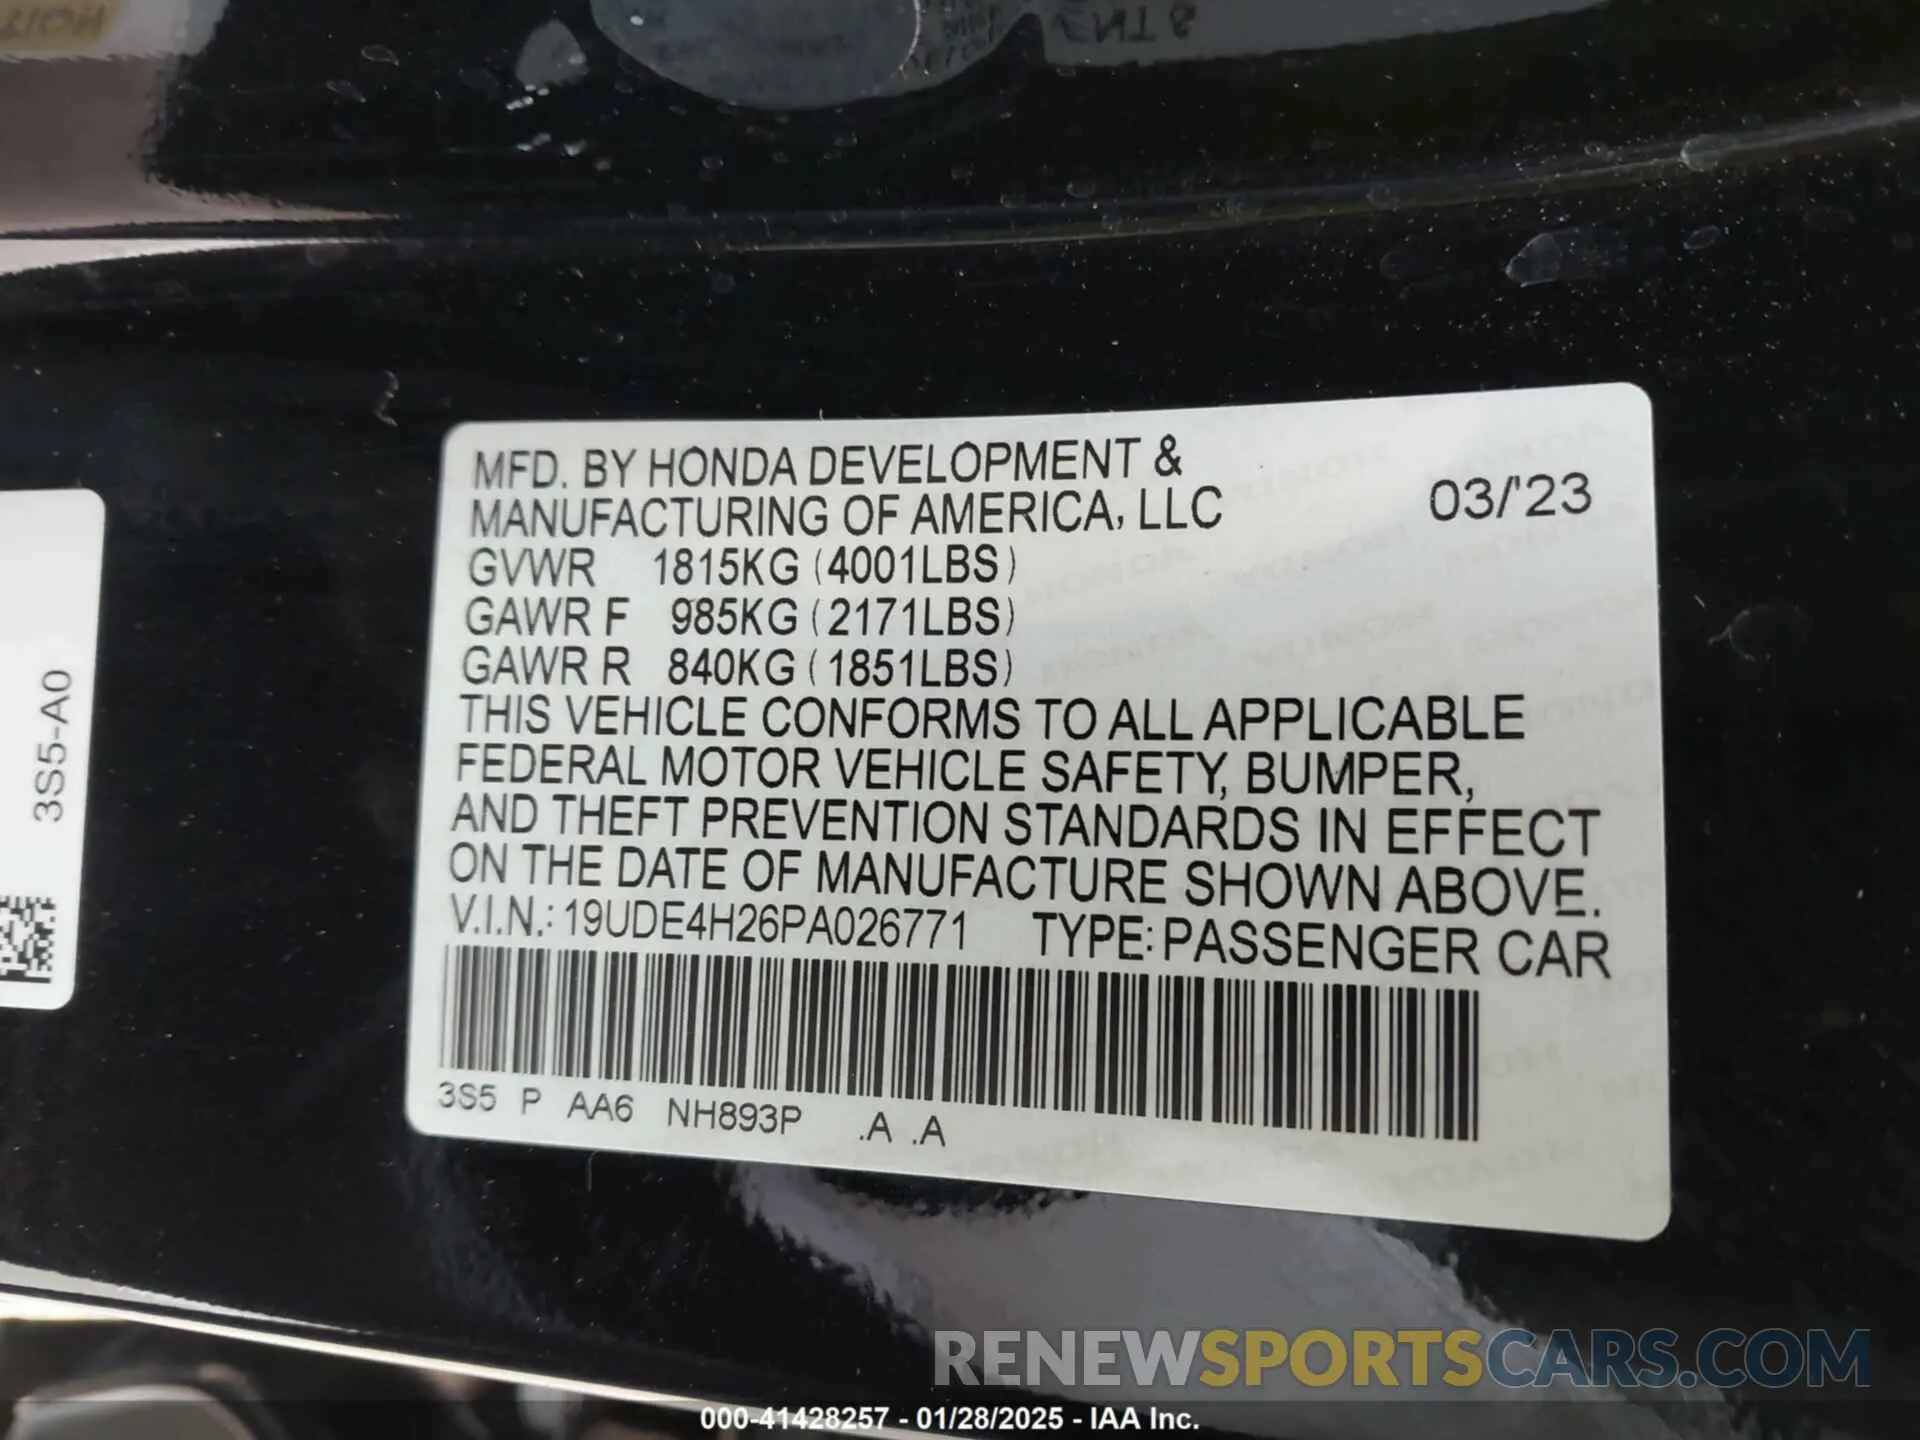 MFD. BY HONDA DEVELOPMENT &
MANUFACTURING OF AMERICA, LLC 03/'23
GVWR 1815KG (4001LBS)
GAWR F 985KG (2171LBS)
GAWR R 840KG (1851LBS)
THIS VEHICLE CONFORMS TO ALL APPLICABLE
FEDERAL MOTOR VEHICLE SAFETY, BUMPER,
AND THEFT PREVENTION STANDARDS IN EFFECT
ON THE DATE OF MANUFACTURE SHOWN ABOVE.
V.I.N.: 19UDE4H26PA026771 TYPE: PASSENGER CAR
3S5 P AA6 NH893P .A .A
3S5-A0
RENEWSPORTSCARS.COM
000-41428257 - 01/28/2025 - IAA Inc.